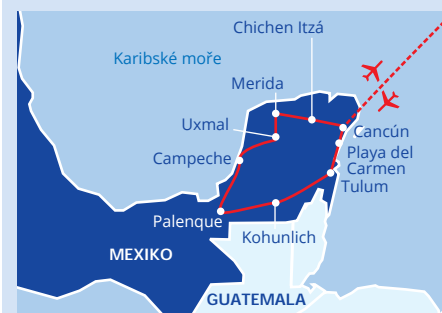 Chichen Itzá
Karibské moře
Merida
Uxmal
Cancún
Playa del
Carmen
Campeche
Tulum
Palenque
Kohunlich
MEXIKO
GUATEMALA